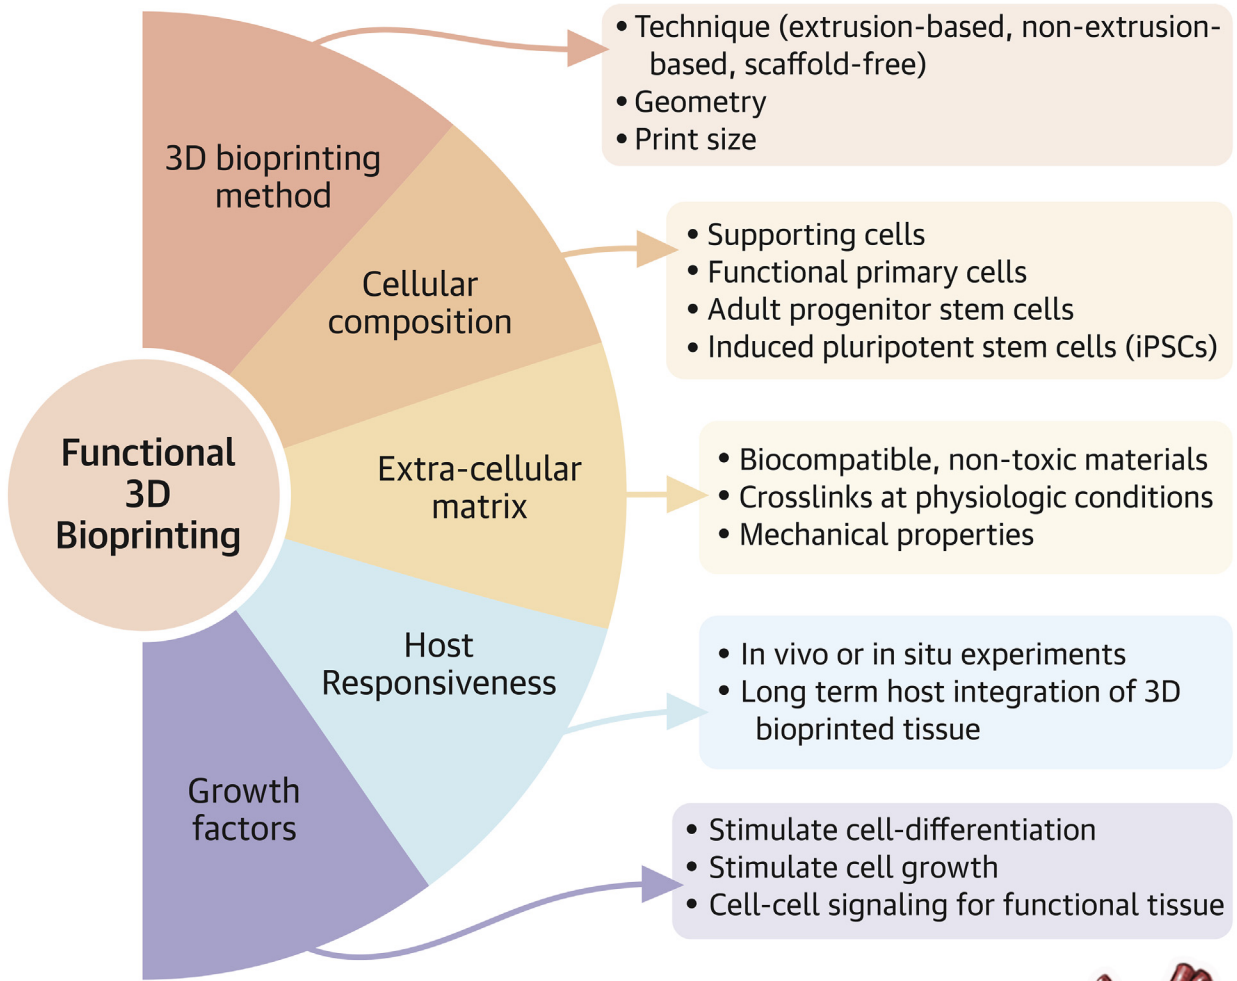 3D bioprinting
method
• Technique (extrusion-based, non-extrusion-
based, scaffold-free)
• Geometry
• Print size
Cellular
composition
• Supporting cells
• Functional primary cells
• Adult progenitor stem cells
• Induced pluripotent stem cells (iPSCs)
Functional
3D
Bioprinting
Extra-cellular
matrix
• Biocompatible, non-toxic materials
• Crosslinks at physiologic conditions
• Mechanical properties
Host
Responsiveness
• In vivo or in situ experiments
• Long term host integration of 3D
bioprinted tissue
Growth
factors
• Stimulate cell-differentiation
• Stimulate cell growth
• Cell-cell signaling for functional tissue